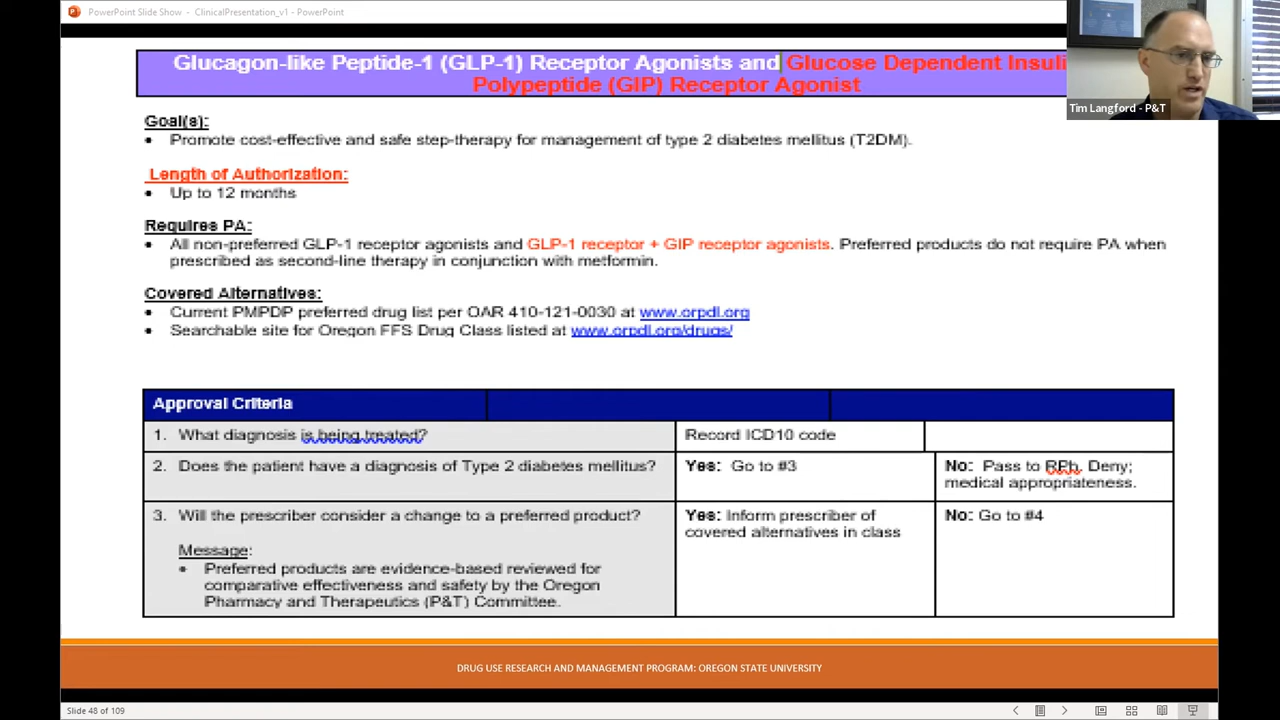 PowerPoint Slide Show - ClinicalPresentation_v1 - PowerPoint
Glucagon-like Peptide-1 (GLP-1) Receptor Agonists and Glucose Dependent
Polypeptide (GIP) Receptor Agonist
Tim Langford - P&T
Goal(s):
• Promote cost-effective and safe step-therapy for management of type 2 diabetes mellitus (T2DM).
Length of Authorization:
• Up to 12 months
Requires PA:
• All non-preferred GLP-1 receptor agonists and GLP-1 receptor + GIP receptor agonists. Preferred products do not require PA when
prescribed as second-line therapy in conjunction with metformin.
Covered Alternatives:
• Current PMPDP preferred drug list per OAR 410-121-0030 at www.orpdl.org
• Searchable site for Oregon FFS Drug Class listed at www.orpdl.org/drugs/
Approval Criteria
1. What diagnosis is being treated?
Record ICD10 code
2. Does the patient have a diagnosis of Type 2 diabetes mellitus?
Yes: Go to #3
No: Pass to RPh. Deny;
medical appropriateness.
3. Will the prescriber consider a change to a preferred product?
Message:
• Preferred products are evidence-based reviewed for
comparative effectiveness and safety by the Oregon
Pharmacy and Therapeutics (P&T) Committee.
Yes: Inform prescriber of
covered alternatives in class
No: Go to #4
DRUG USE RESEARCH AND MANAGEMENT PROGRAM: OREGON STATE UNIVERSITY
Slide 48 of 109